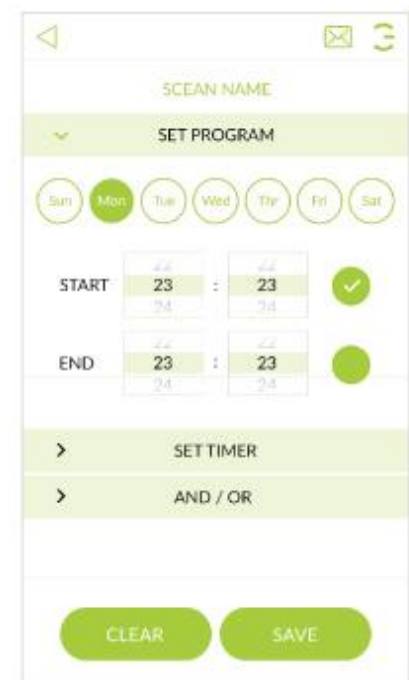 SCEAN NAME
SET PROGRAM
Sun Mon Tue Wed Thr Fri Sat
22 22
START 23 : 23
24 24
22 22
END 23 : 23
24 24
SET TIMER
AND / OR
CLEAR SAVE